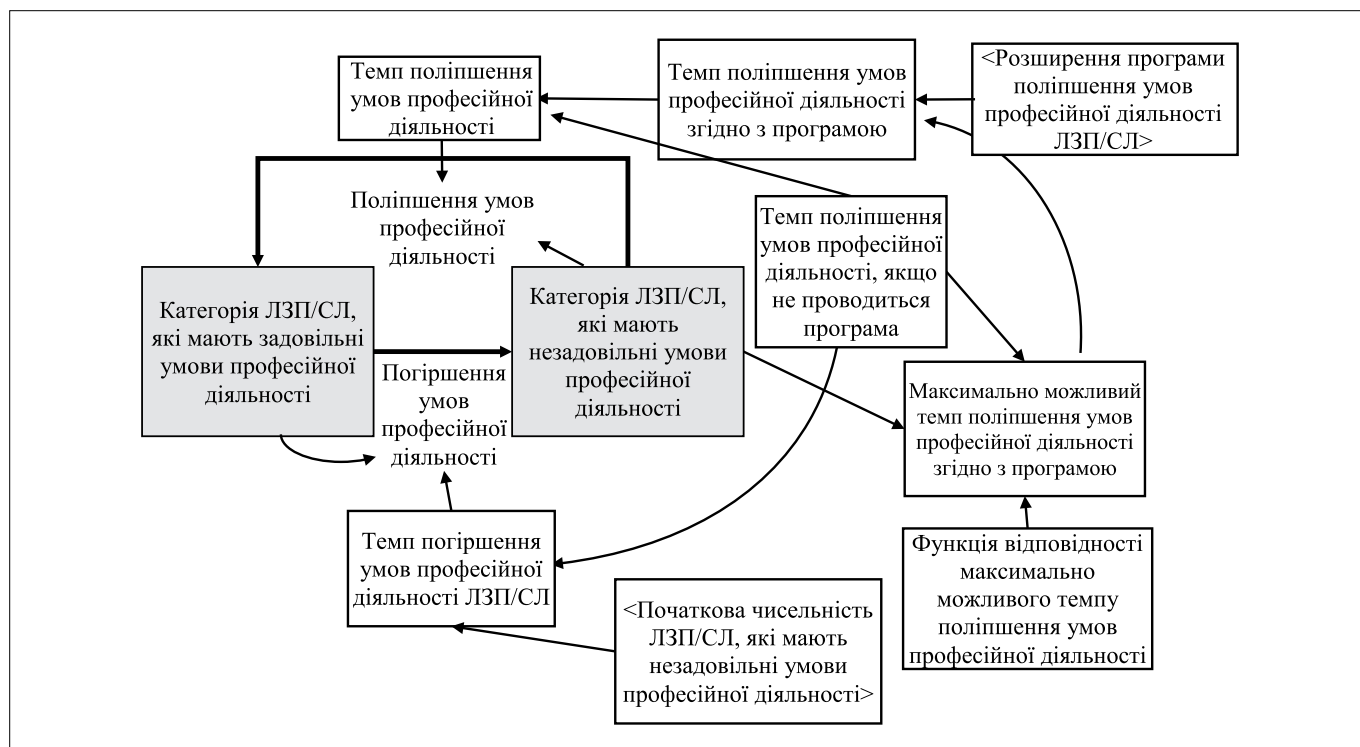 Темп поліпшення
умов професійної
діяльності
Темп поліпшення умов
професійної діяльності
згідно з програмою
<Розширення програми
поліпшення умов
професійної діяльності
ЛЗП/СЛ>
Поліпшення умов
професійної
діяльності
Темп поліпшення
умов професійної
діяльності, якщо
не проводиться
програма
Категорія ЛЗП/СЛ,
які мають задовільні
умови професійної
діяльності
Категорія ЛЗП/СЛ,
які мають
незадовільні умови
професійної
діяльності
Погіршення
умов
професійної
діяльності
Максимально можливий
темп поліпшення умов
професійної діяльності
згідно з програмою
Темп погіршення
умов професійної
діяльності ЛЗП/СЛ
<Початкова чисельність
ЛЗП/СЛ, які мають
незадовільні умови
професійної діяльності>
Функція відповідності
максимально
можливого темпу
поліпшення умов
професійної діяльності